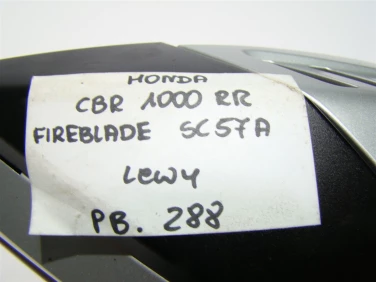 HONDA
CBR 1000 RR
FIREBLADE SC57A
LEWY
PB. 288